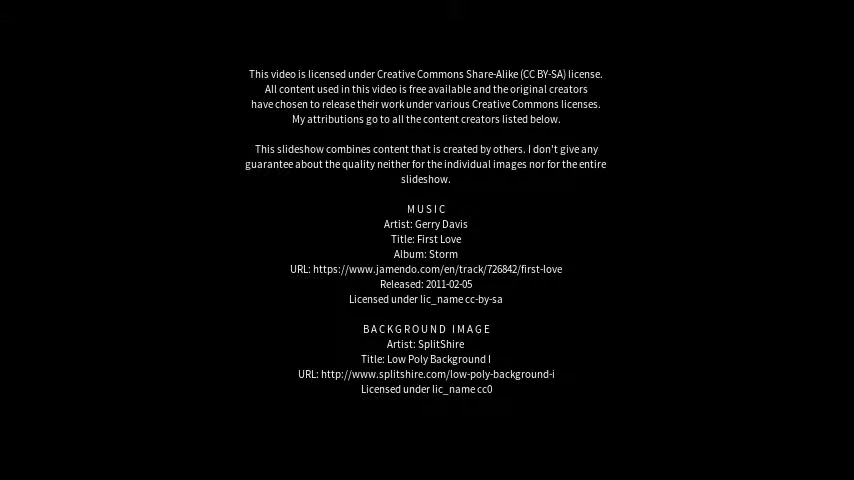 This video is licensed under Creative Commons Share-Alike (CC BY-SA) license.
All content used in this video is free available and the original creators
have chosen to release their work under various Creative Commons licenses.
My attributions go to all the content creators listed below.
This slideshow combines content that is created by others. I don't give any
guarantee about the quality neither for the individual images nor for the entire
slideshow.
MUSIC
Artist: Gerry Davis
Title: First Love
Album: Storm
URL: https://www.jamendo.com/en/track/726842/first-love
Released: 2011-02-05
Licensed under lic_name cc-by-sa
BACKGROUND IMAGE
Artist: SplitShire
Title: Low Poly Background I
URL: http://www.splitshire.com/low-poly-background-i
Licensed under lic_name cc0